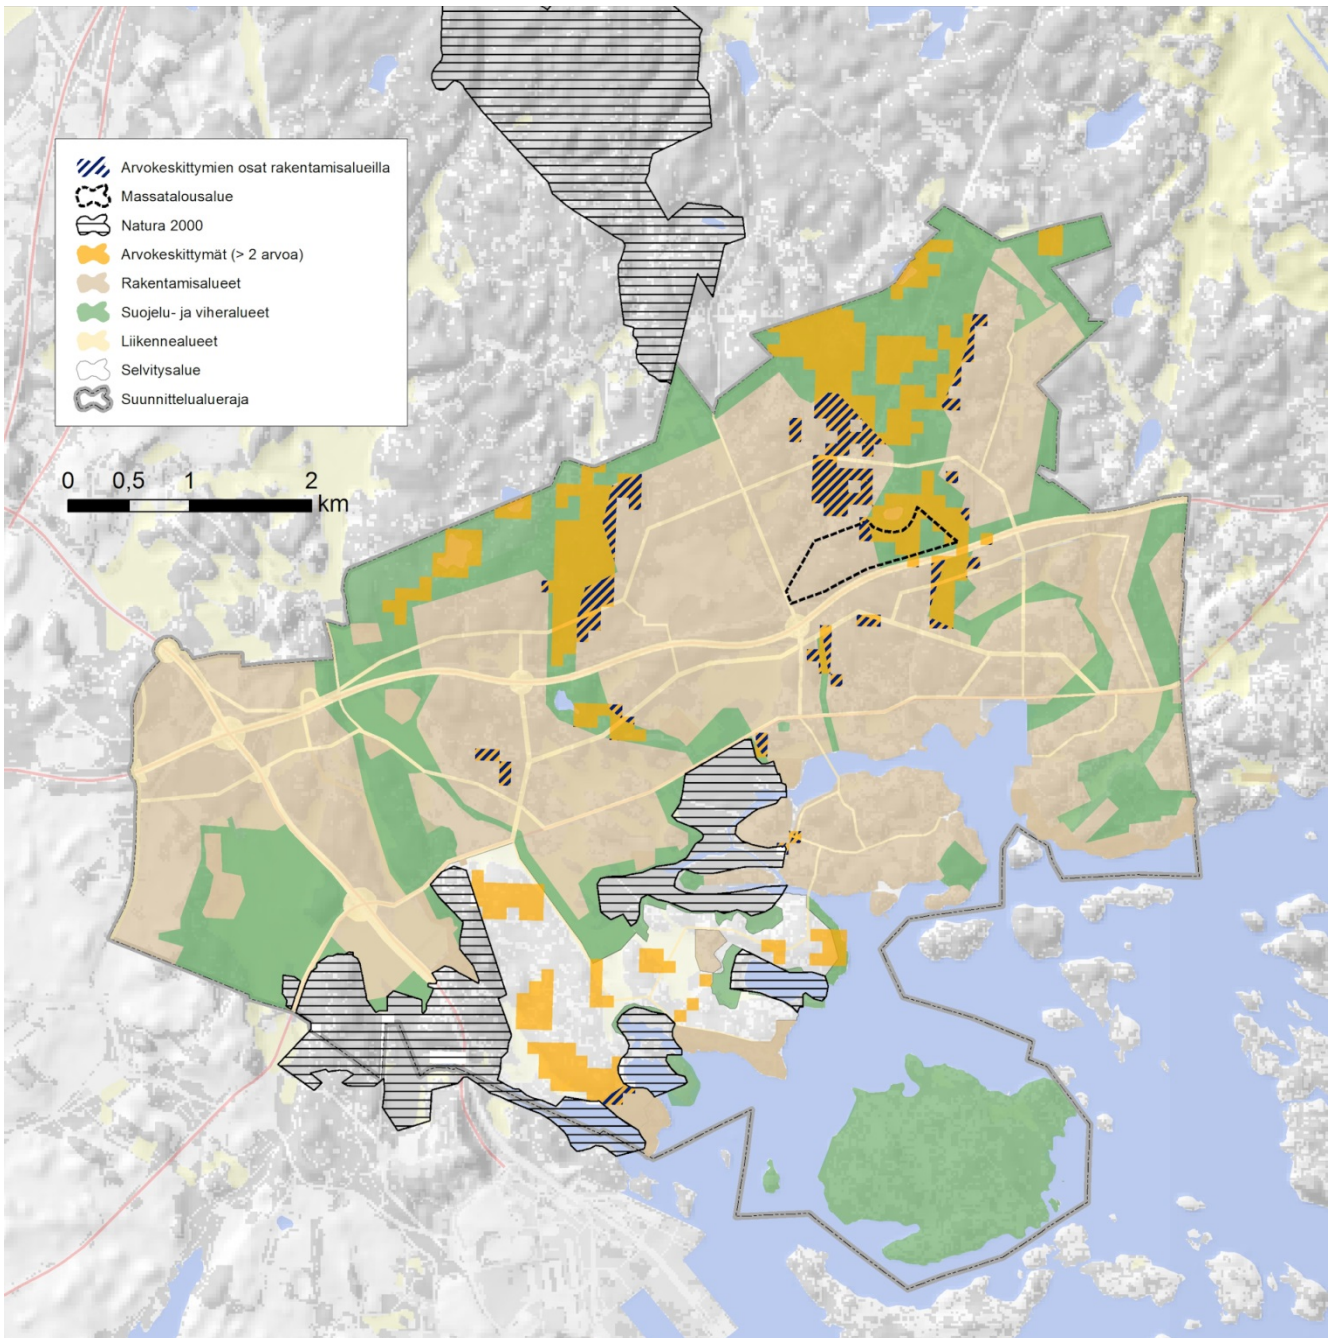 Arvokeskittymien osat rakentamisalueilla
Massatalousalue
Natura 2000
Arvokeskittymät (> 2 arvoa)
Rakentamisalueet
Suojelu- ja viheralueet
Liikennealueet
Selvitysalue
Suunnittelualueraja
0 0,5 1 2
km